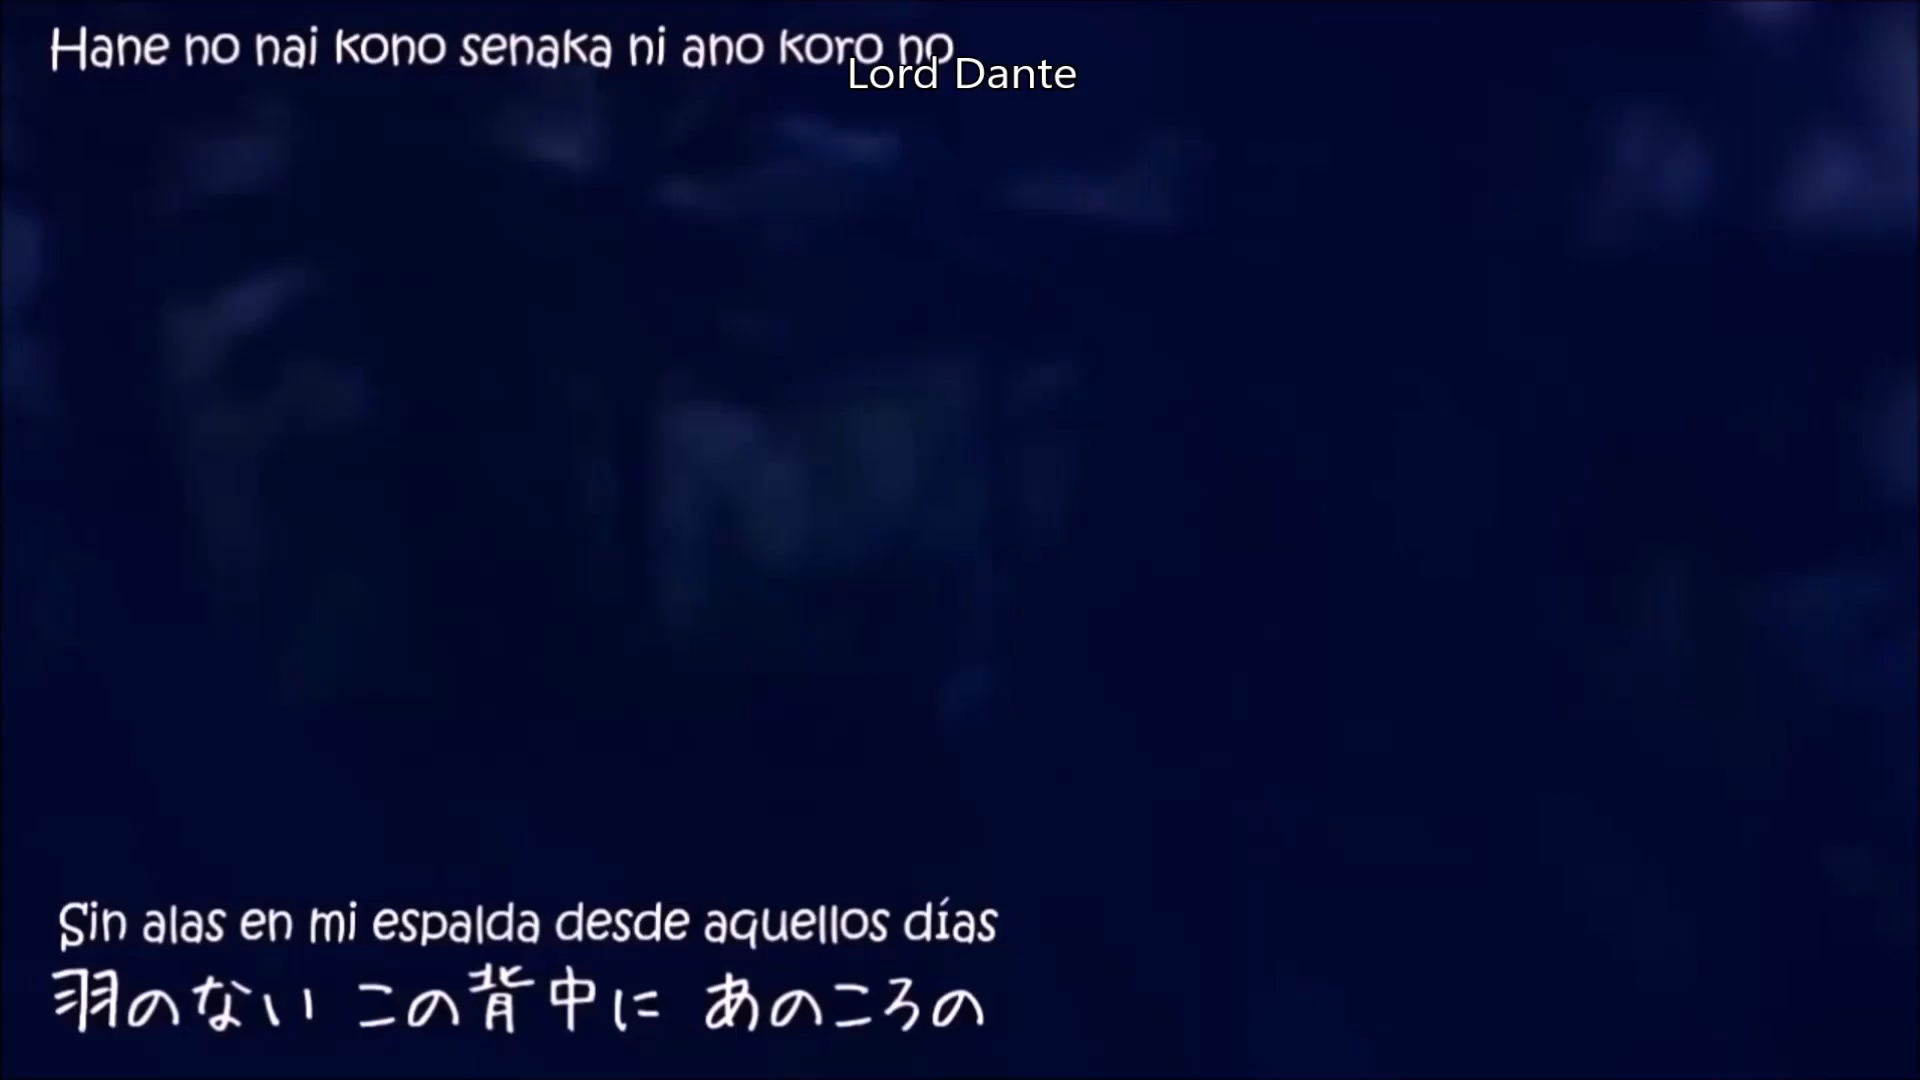 Hane no nai kono senaka ni ano koro no
Lord Dante
Sin alas en mi espalda desde aquellos días
羽のない この背中に あのころの